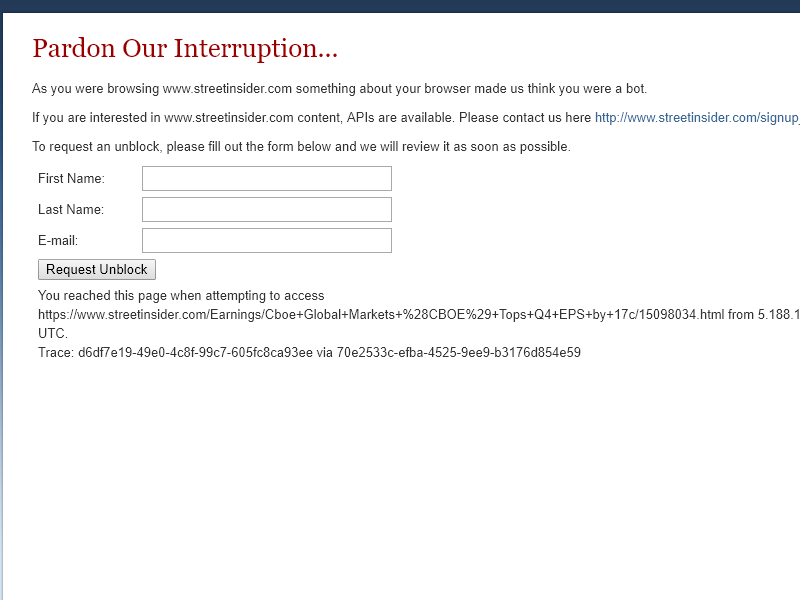 Pardon Our Interruption...
As you were browsing www.streetinsider.com something about your browser made us think you were a bot.
If you are interested in www.streetinsider.com content, APIs are available. Please contact us here http://www.streetinsider.com/signup_
To request an unblock, please fill out the form below and we will review it as soon as possible.
First Name:
Last Name:
E-mail:
Request Unblock
You reached this page when attempting to access
https://www.streetinsider.com/Earnings/Cboe+Global+Markets+%28CBOE%29+Tops+Q4+EPS+by+17c/15098034.html from 5.188.1
UTC.
Trace: d6df7e19-49e0-4c8f-99c7-605fc8ca93ee via 70e2533c-efba-4525-9ee9-b3176d854e59